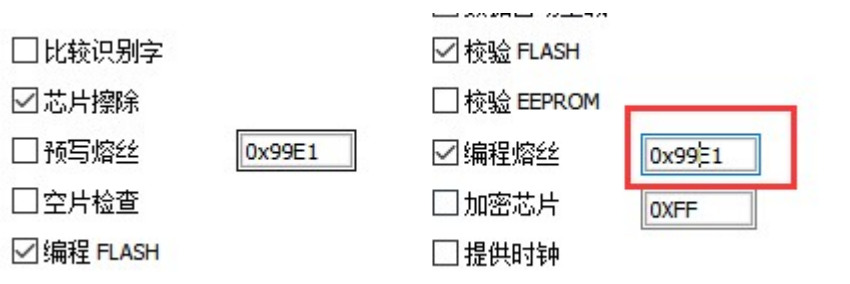 比较识别字
校验 FLASH
芯片擦除
校验 EEPROM
预写熔丝 0x99E1
编程熔丝 0x99E1
空片检查
加密芯片 0XFF
编程 FLASH
提供时钟